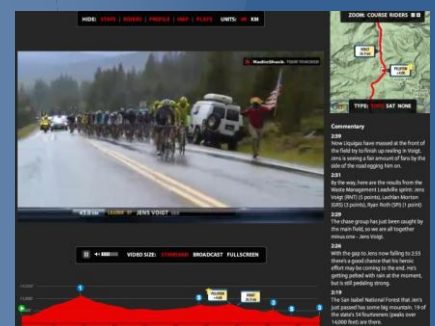 HIDE: STATS | RIDERS | PROFILE | MAP | PLAYS UNITS: MI KM
ZOOM: COURSE RIDERS
RadioShack
TYPE: TOPO SAT NONE
JENS VOIGT
VIDEO SIZE: STANDARD BROADCAST FULLSCREEN
Commentary
2:39
Now Liquigas have massed at the front of
the field try to finish up reeling in Voigt.
Jens is seeing a fair amount of fans by the
side of the road egging him on.
2:31
By the way, here are the results from the
Waste Management Leadville sprint: Jens
Voigt (RNT) (5 points), Lachlan Morton
(GRS) (3 points), Ryan Roth (SPI) (1 point)
2:29
The chase group has just been caught by
the main field, so we are all together
minus one - Jens Voigt.
2:26
With the gap to Jens now falling to 2:55
there's a good chance that his heroic
effort may be coming to the end. He's
getting pelted with rain at the moment,
but is still pedaling strong.
2:19
The San Isabel National Forest that Jen's
just passed has some big mountain. 19 of
the state's 54 fourteeners (peaks over
14,000 feet) are there.